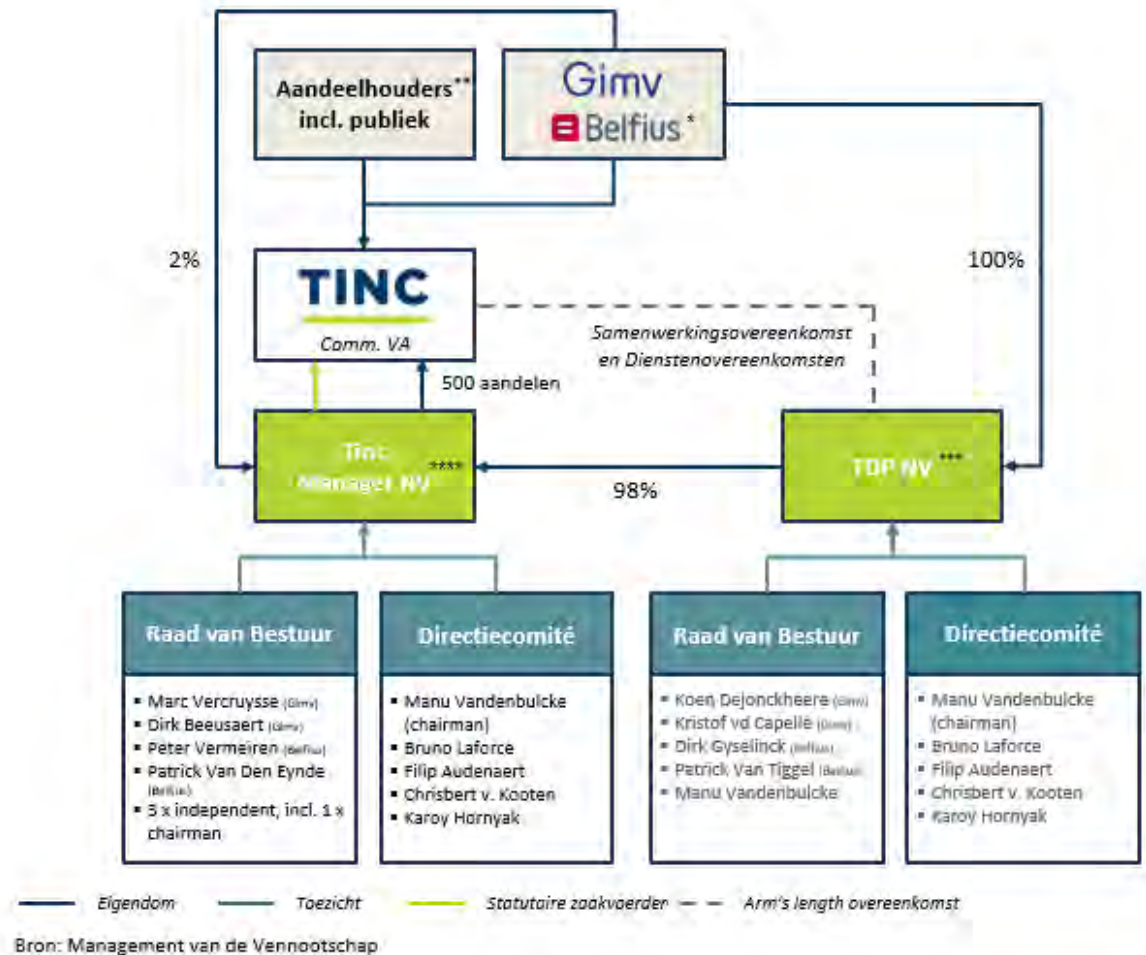 Aandeelhouders**
incl. publiek
Gimv
Belfius *
2%
100%
TINC
Comm. VA
Samenwerkingsovereenkomst
en Dienstenovereenkomsten
500 aandelen
Tinc
Manager NV ****
98%
TDP NV ***
Raad van Bestuur
▪ Marc Vercruysse (Gimv)
▪ Dirk Beeusaert (Gimv)
▪ Peter Vermeiren (Belfius)
▪ Patrick Van Den Eynde
(Belfius)
▪ 3 x independent, incl. 1 x
chairman
Directiecomité
▪ Manu Vandenbulcke
(chairman)
▪ Bruno Laforce
▪ Filip Audenaert
▪ Chrisbert v. Kooten
▪ Karoy Hornyak
Raad van Bestuur
▪ Koen Dejonckheere (Gimv)
▪ Kristof vd Capelle (Gimv)
▪ Dirk Gyselinck (Belfius)
▪ Patrick Van Tiggel (Belfius)
▪ Manu Vandenbulcke
Directiecomité
▪ Manu Vandenbulcke
(chairman)
▪ Bruno Laforce
▪ Filip Audenaert
▪ Chrisbert v. Kooten
▪ Karoy Hornyak
Eigendom
Toezicht
Statutaire zaakvoerder
Arm's length overeenkomst
Bron: Management van de Vennootschap